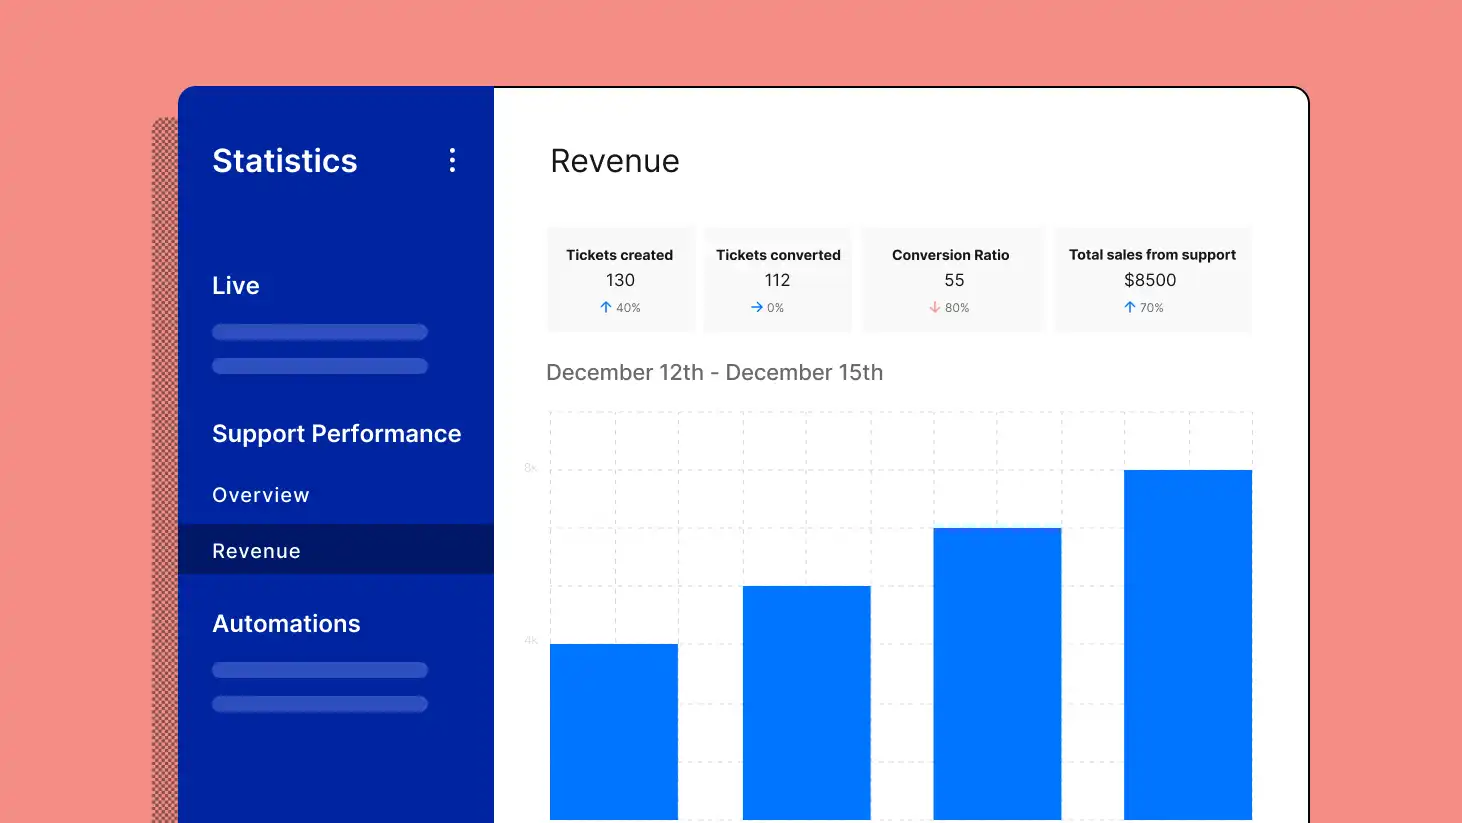 Statistics
Live
Support Performance
Overview
Revenue
Automations
Revenue
Tickets created
130
↑ 40%
Tickets converted
112
→ 0%
Conversion Ratio
55
↓ 80%
Total sales from support
$8500
↑ 70%
December 12th - December 15th
8k
4k